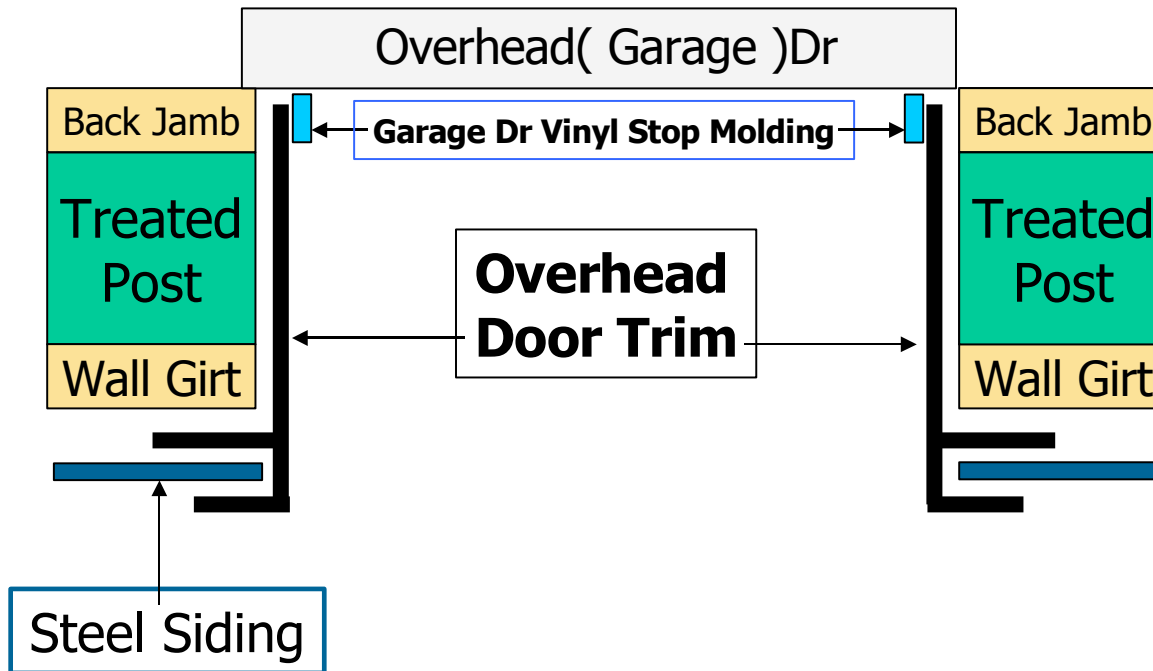 Overhead( Garage )Dr
Back Jamb
Garage Dr Vinyl Stop Molding
Back Jamb
Treated
Post
Treated
Post
Overhead
Door Trim
Wall Girt
Wall Girt
Steel Siding